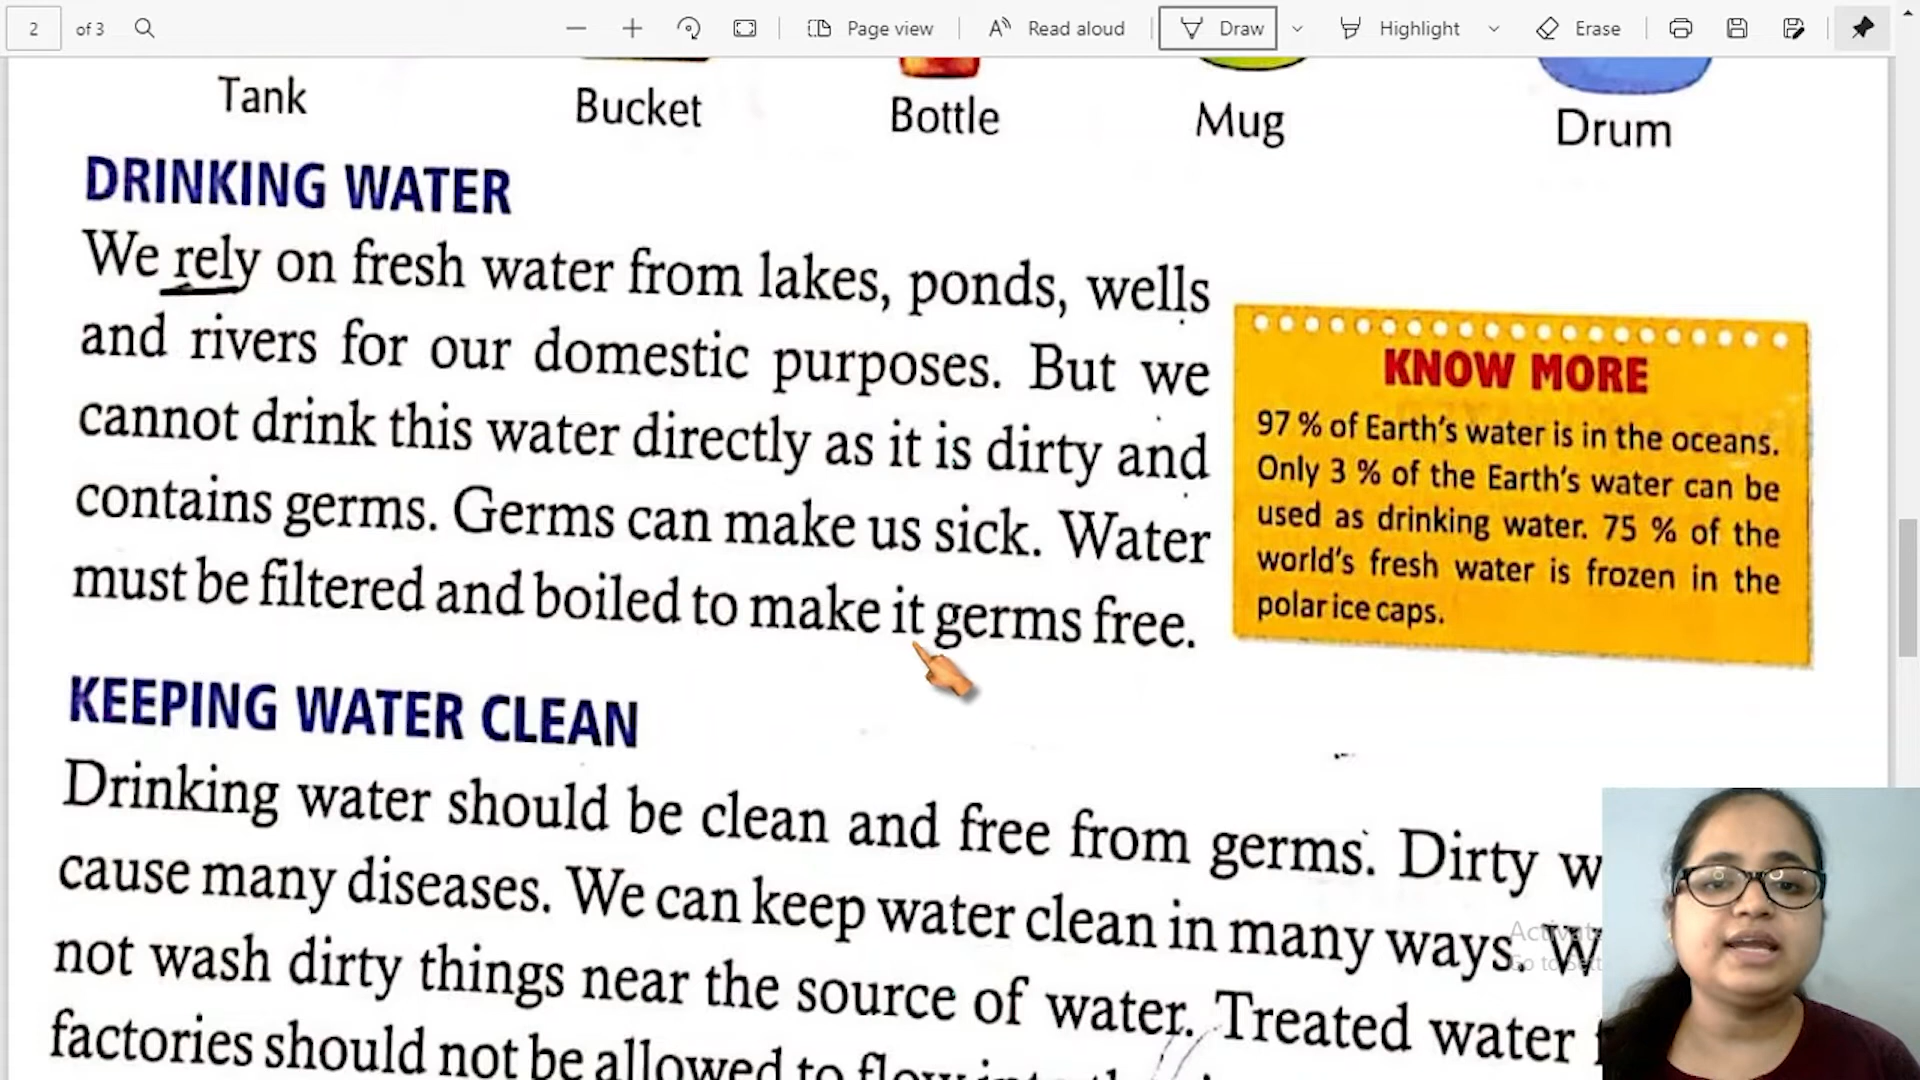 2 of 3 Page view Read aloud Draw Highlight Erase
Tank Bucket Bottle Mug Drum
DRINKING WATER
We rely on fresh water from lakes, ponds, wells
and rivers for our domestic purposes. But we
cannot drink this water directly as it is dirty and
contains germs. Germs can make us sick. Water
must be filtered and boiled to make it germs free.
KNOW MORE
97 % of Earth's water is in the oceans.
Only 3 % of the Earth's water can be
used as drinking water. 75 % of the
world's fresh water is frozen in the
polar ice caps.
KEEPING WATER CLEAN
Drinking water should be clean and free from germs. Dirty w
cause many diseases. We can keep water clean in many ways. W
not wash dirty things near the source of water. Treated water
factories should not be allowed to flow into
Activate
Go to Sett